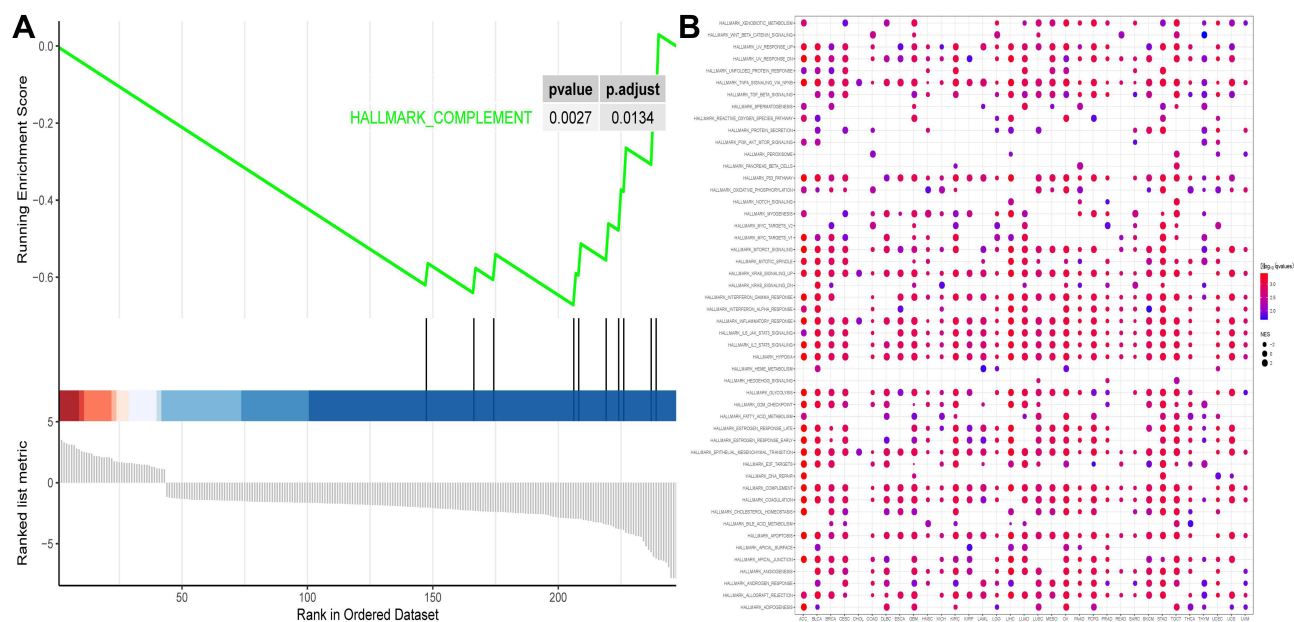 A
0.0
−0.2
−0.4
−0.6
Running Enrichment Score
pvalue p.adjust
HALLMARK_COMPLEMENT 0.0027 0.0134
5
0
−5
Ranked list metric
50 100 150 200
Rank in Ordered Dataset
B
HALLMARK_XENOBIOTIC_METABOLISM
HALLMARK_WNT_BETA_CATENIN_SIGNALING
HALLMARK_UV_RESPONSE_UP
HALLMARK_UV_RESPONSE_DN
HALLMARK_UNFOLDED_PROTEIN_RESPONSE
HALLMARK_TNFA_SIGNALING_VIA_NFKB
HALLMARK_TGF_BETA_SIGNALING
HALLMARK_SPERMATOGENESIS
HALLMARK_REACTIVE_OXYGEN_SPECIES_PATHWAY
HALLMARK_PROTEIN_SECRETION
HALLMARK_PI3K_AKT_MTOR_SIGNALING
HALLMARK_PEROXISOME
HALLMARK_PANCREAS_BETA_CELLS
HALLMARK_P53_PATHWAY
HALLMARK_OXIDATIVE_PHOSPHORYLATION
HALLMARK_NOTCH_SIGNALING
HALLMARK_MYOGENESIS
HALLMARK_MYC_TARGETS_V2
HALLMARK_MYC_TARGETS_V1
HALLMARK_MTORC1_SIGNALING
HALLMARK_MITOTIC_SPINDLE
HALLMARK_KRAS_SIGNALING_UP
HALLMARK_KRAS_SIGNALING_DN
HALLMARK_INTERFERON_GAMMA_RESPONSE
HALLMARK_INTERFERON_ALPHA_RESPONSE
HALLMARK_INFLAMMATORY_RESPONSE
HALLMARK_IL6_JAK_STAT3_SIGNALING
HALLMARK_IL2_STAT5_SIGNALING
HALLMARK_HYPOXIA
HALLMARK_HEME_METABOLISM
HALLMARK_HEDGEHOG_SIGNALING
HALLMARK_GLYCOLYSIS
HALLMARK_G2M_CHECKPOINT
HALLMARK_FATTY_ACID_METABOLISM
HALLMARK_ESTROGEN_RESPONSE_LATE
HALLMARK_ESTROGEN_RESPONSE_EARLY
HALLMARK_EPITHELIAL_MESENCHYMAL_TRANSITION
HALLMARK_E2F_TARGETS
HALLMARK_DNA_REPAIR
HALLMARK_COMPLEMENT
HALLMARK_COAGULATION
HALLMARK_CHOLESTEROL_HOMEOSTASIS
HALLMARK_BILE_ACID_METABOLISM
HALLMARK_APOPTOSIS
HALLMARK_APICAL_SURFACE
HALLMARK_APICAL_JUNCTION
HALLMARK_ANGIOGENESIS
HALLMARK_ANDROGEN_RESPONSE
HALLMARK_ALLOGRAFT_REJECTION
HALLMARK_ADIPOGENESIS
ACC BLCA BRCA CESC CHOL COAD DLBC ESCA GBM HNSC KICH KIRC KIRP LAML LGG LIHC LUAD LUSC MESO OV PAAD PCPG PRAD READ SARC SKCM STAD TGCT THCA THYM UCEC UCS UVM
3.0
2.5
2.0
NES